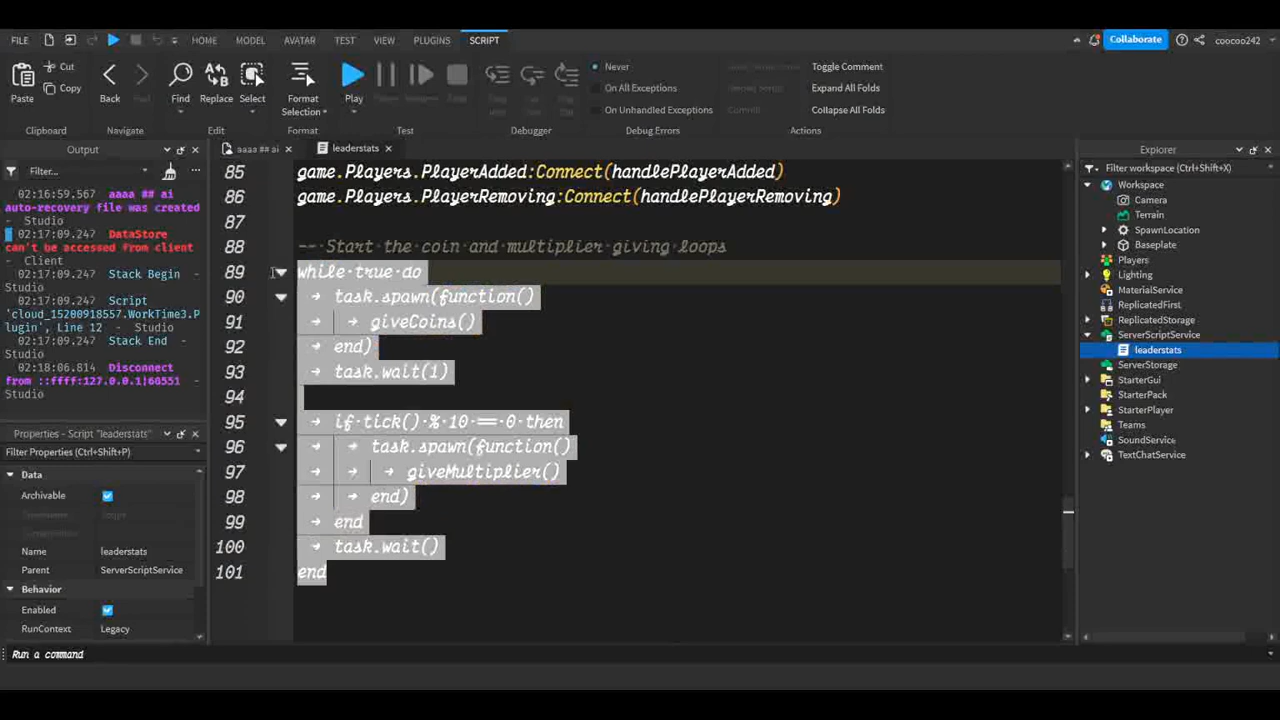 FILE HOME MODEL AVATAR TEST VIEW PLUGINS SCRIPT Collaborate coocoo242
Paste Cut Copy Back Find Replace Select Format Selection Play
Never
On All Exceptions
On Unhandled Exceptions
Toggle Comment
Expand All Folds
Collapse All Folds
Clipboard Navigate Edit Format Test Debugger Debug Errors Actions
Output
Filter...
02:16:59.567 aaaa ## ai
auto-recovery file was created
- Studio
02:17:09.247 DataStore
can't be accessed from client
- Client
02:17:09.247 Stack Begin -
Studio
02:17:09.247 Script
'cloud_15200918557.WorkTime3.P
lugin', Line 12 - Studio
02:17:09.247 Stack End -
Studio
02:18:06.814 Disconnect
from ::ffff:127.0.0.1|60551 -
Studio
Properties - Script "leaderstats"
Filter Properties (Ctrl+Shift+P)
Data
Archivable
Name leaderstats
Parent ServerScriptService
Behavior
Enabled
RunContext Legacy
aaaa ## ai leaderstats
85 game.Players.PlayerAdded:Connect(handlePlayerAdded)
86 game.Players.PlayerRemoving:Connect(handlePlayerRemoving)
87
88 -- Start the coin and multiplier giving loops
89 while true do
90 task.spawn(function()
91 giveCoins()
92 end)
93 task.wait(1)
94
95 if tick() % 10 == 0 then
96 task.spawn(function()
97 giveMultiplier()
98 end)
99 end
100 task.wait()
101 end
Explorer
Filter workspace (Ctrl+Shift+X)
Workspace
Camera
Terrain
SpawnLocation
Baseplate
Players
Lighting
MaterialService
ReplicatedFirst
ReplicatedStorage
ServerScriptService
leaderstats
ServerStorage
StarterGui
StarterPack
StarterPlayer
Teams
SoundService
TextChatService
Run a command